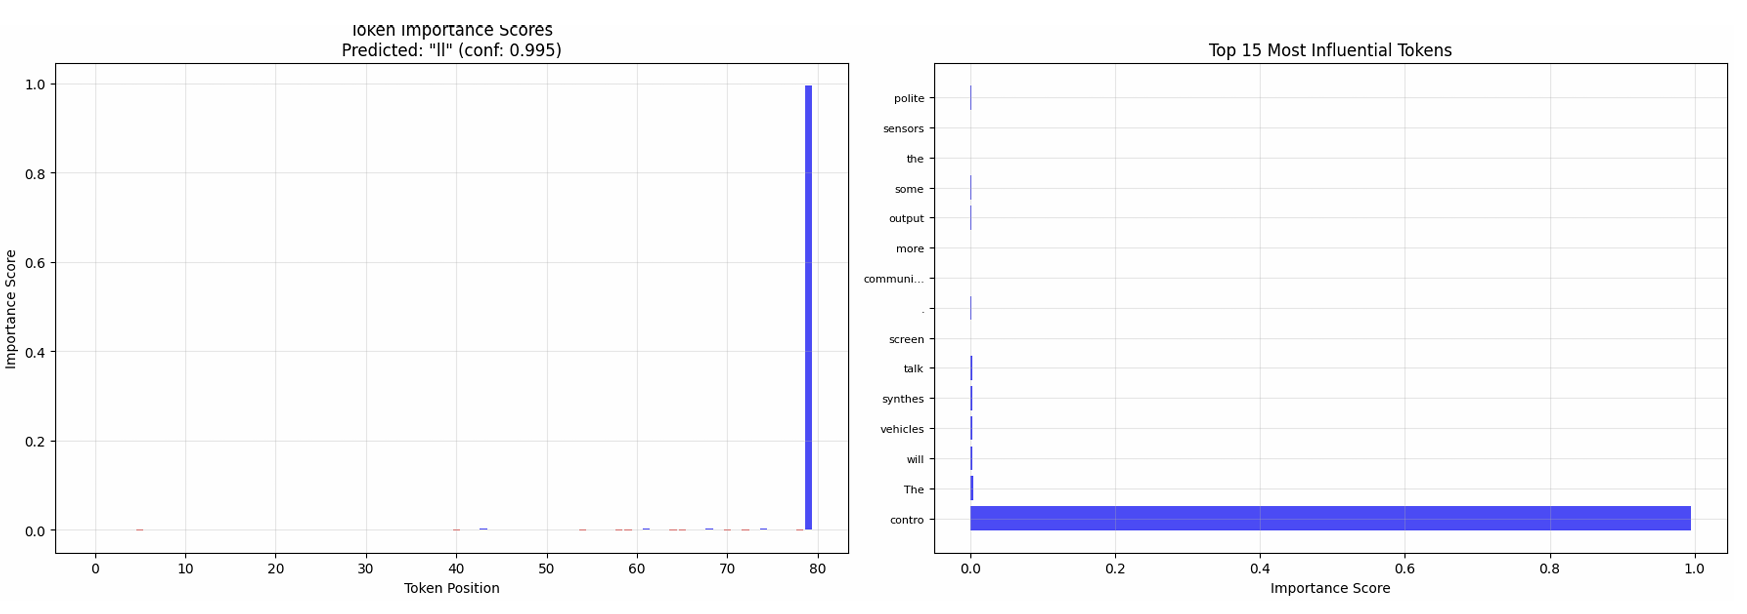 Token Importance Scores
Predicted: "ll" (conf: 0.995)
1.0
0.8
0.6
0.4
0.2
0.0
Importance Score
0 10 20 30 40 50 60 70 80
Token Position
Top 15 Most Influential Tokens
polite
sensors
the
some
output
more
communi...
.
screen
talk
synthes
vehicles
will
The
contro
0.0 0.2 0.4 0.6 0.8 1.0
Importance Score